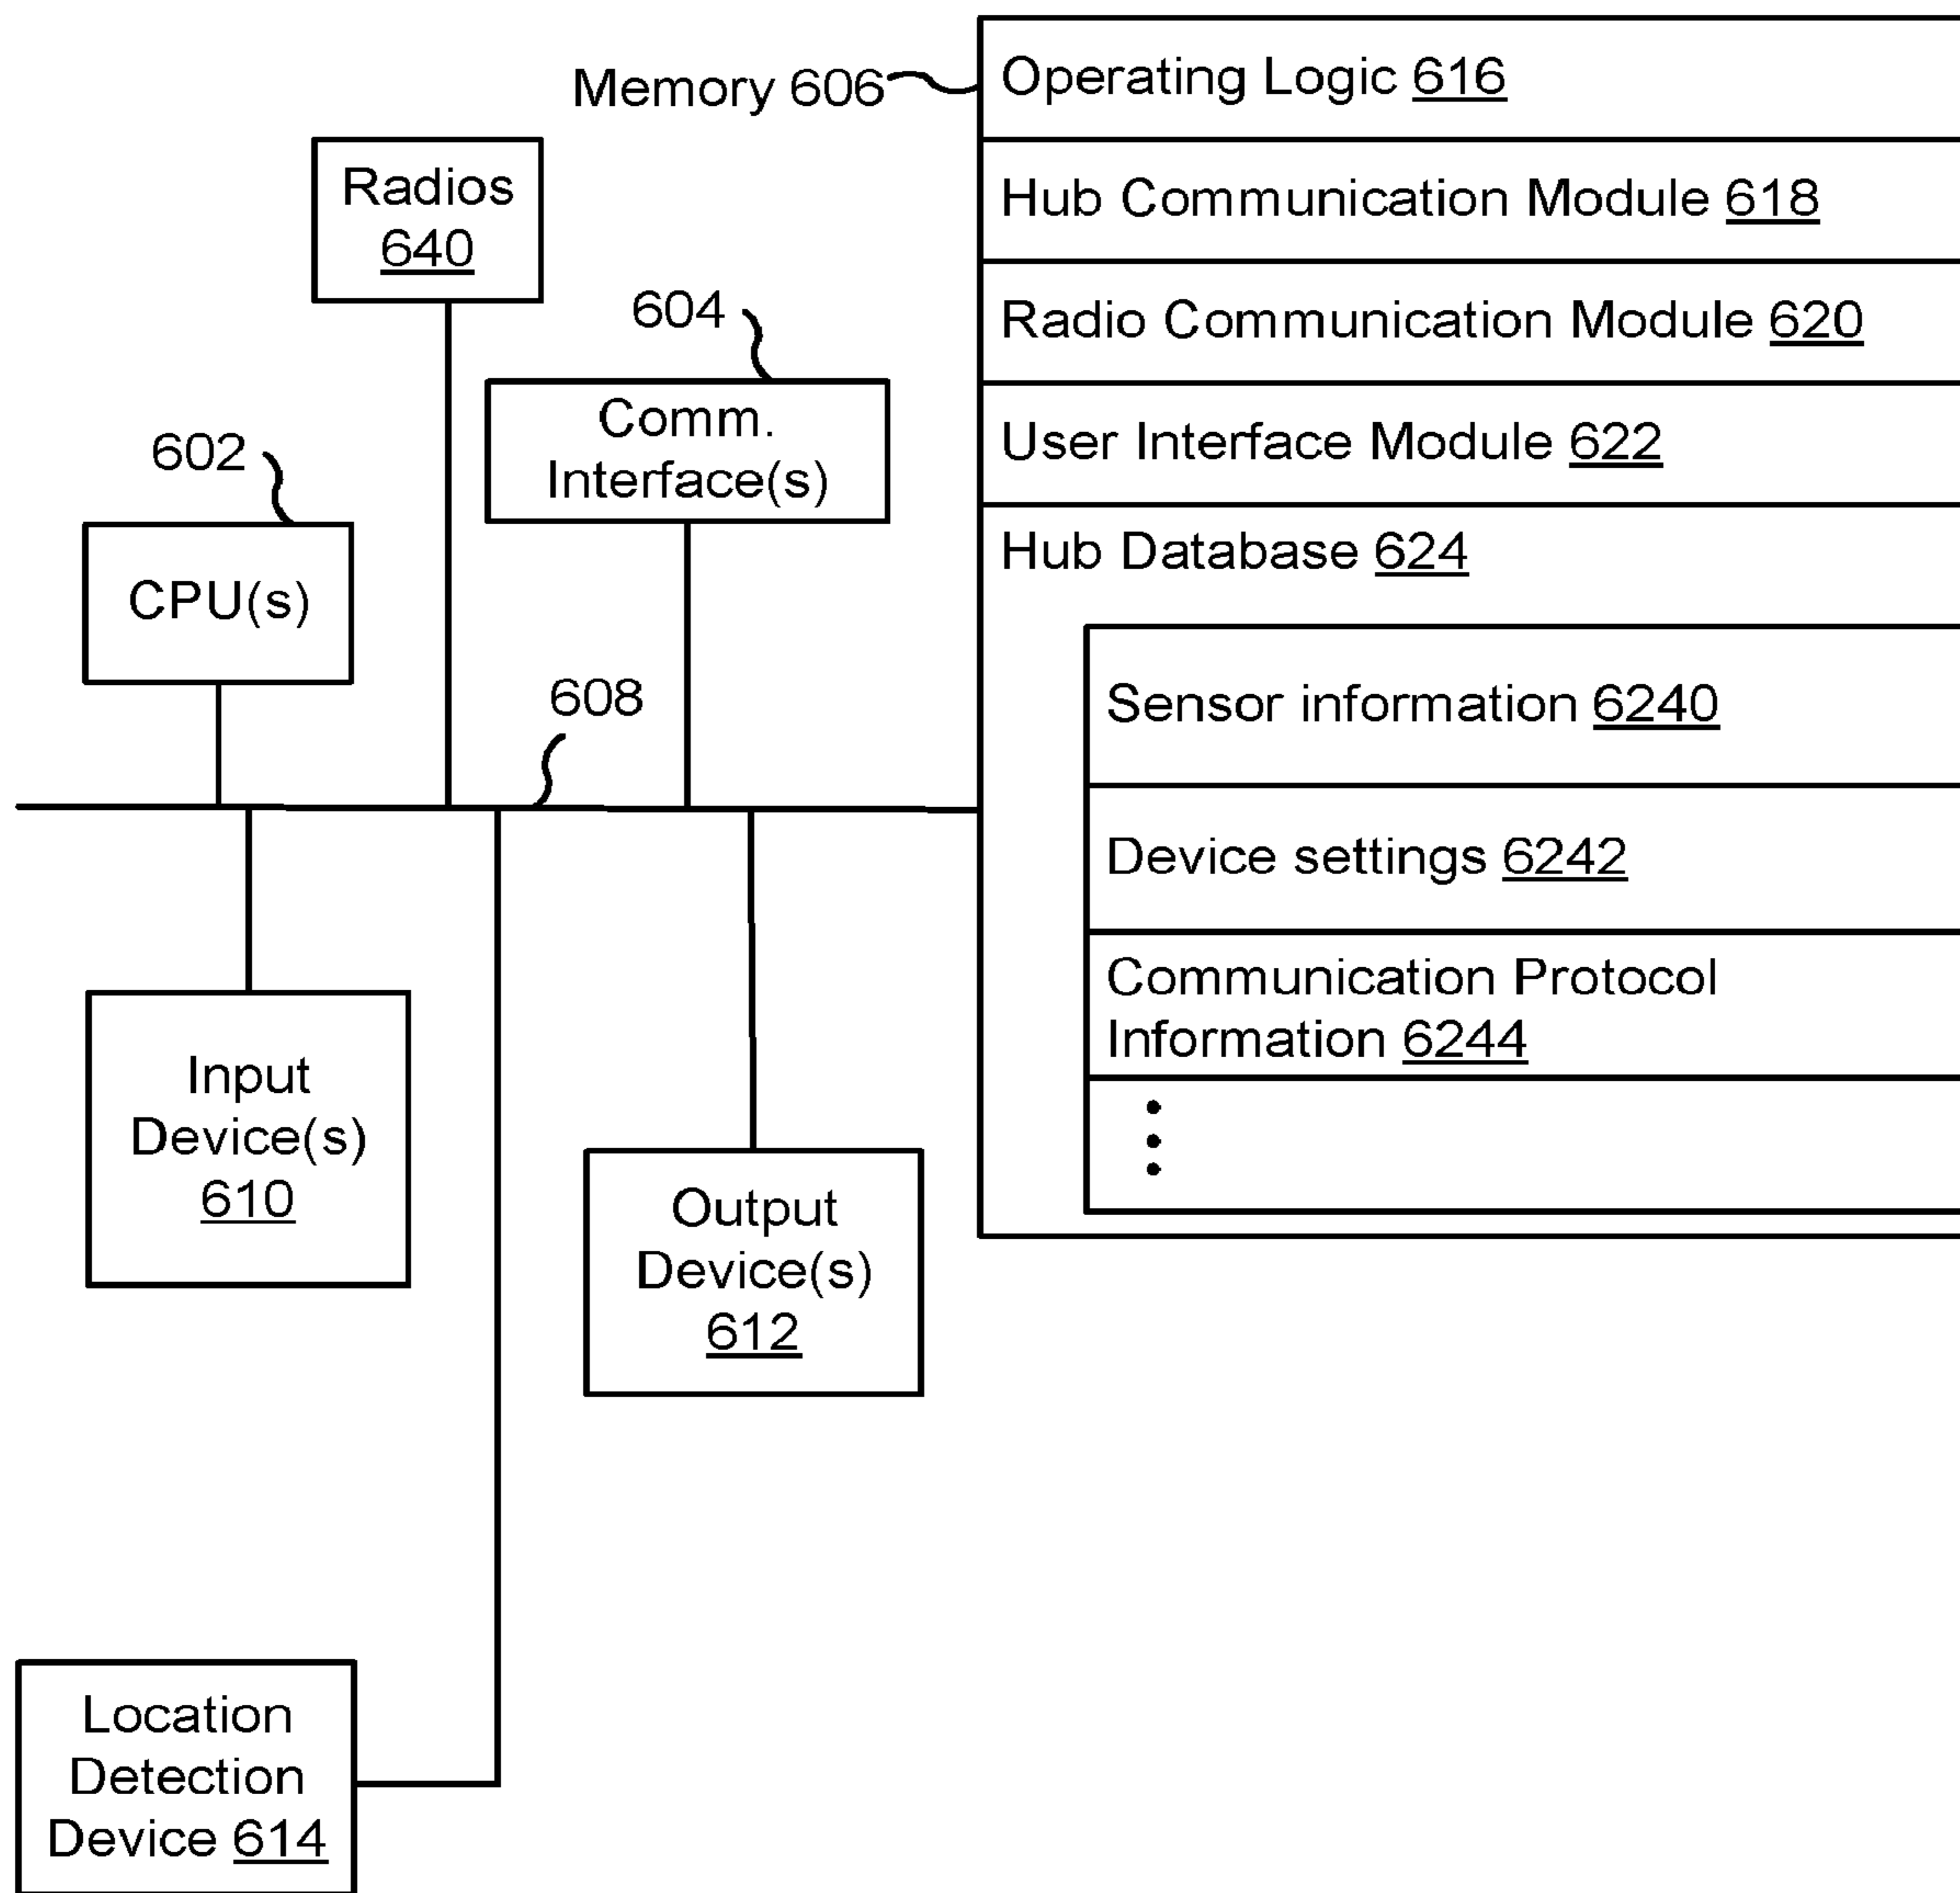 Memory 606
Operating Logic 616
Hub Communication Module 618
Radio Communication Module 620
User Interface Module 622
Hub Database 624
Sensor information 6240
Device settings 6242
Communication Protocol
Information 6244
Radios
640
604
Comm.
Interface(s)
602
CPU(s)
608
Input
Device(s)
610
Output
Device(s)
612
Location
Detection
Device 614